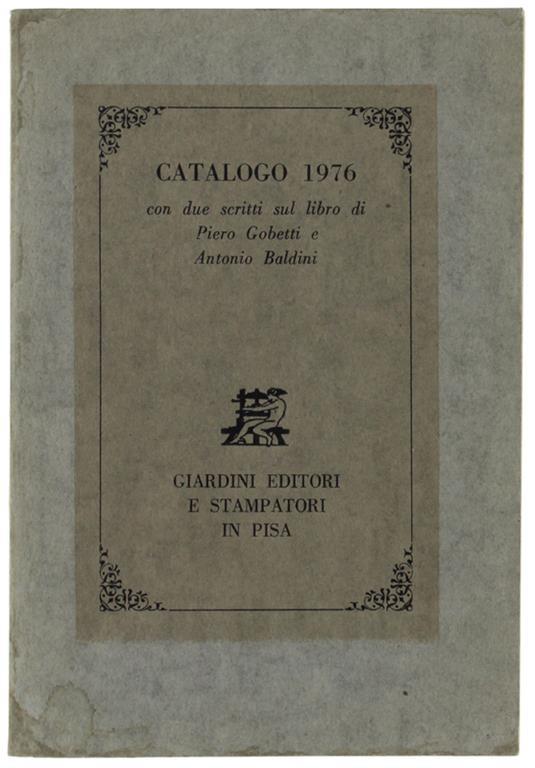 CATALOGO 1976
con due scritti sul libro di
Piero Gobetti e
Antonio Baldini
GIARDINI EDITORI
E STAMPATORI
IN PISA